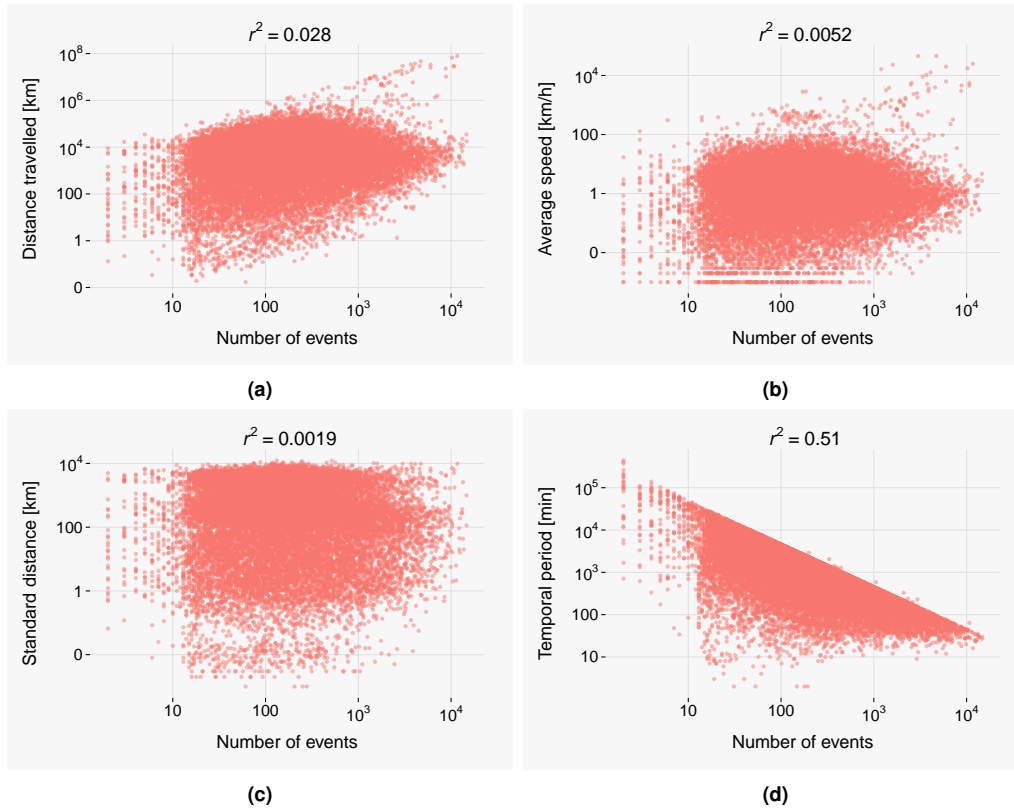 r² = 0.028
Distance travelled [km]
10⁸
10⁶
10⁴
100
1
0
10
100
10³
10⁴
Number of events
(a)
r² = 0.0052
Average speed [km/h]
10⁴
100
1
0
10
100
10³
10⁴
Number of events
(b)
r² = 0.0019
Standard distance [km]
10⁴
100
1
0
10
100
10³
10⁴
Number of events
(c)
r² = 0.51
Temporal period [min]
10⁵
10⁴
10³
100
10
10
100
10³
10⁴
Number of events
(d)